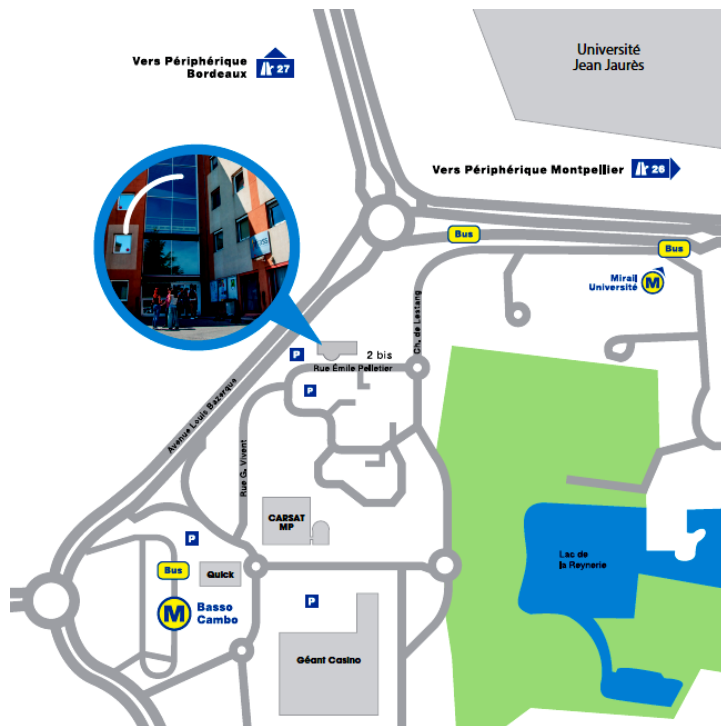 Université
Jean Jaurès
Vers Périphérique
Bordeaux
27
Vers Périphérique Montpellier
26
Bus
Bus
Mirail
Université
M
Ch. de Lestang
P
2 bis
Rue Émile Pelletier
P
Avenue Louis Bazerque
Rue G. Vivent
CARSAT
MP
P
Lac de
la Reynerie
Bus
Quick
M
Basso
Cambo
P
Géant Casino